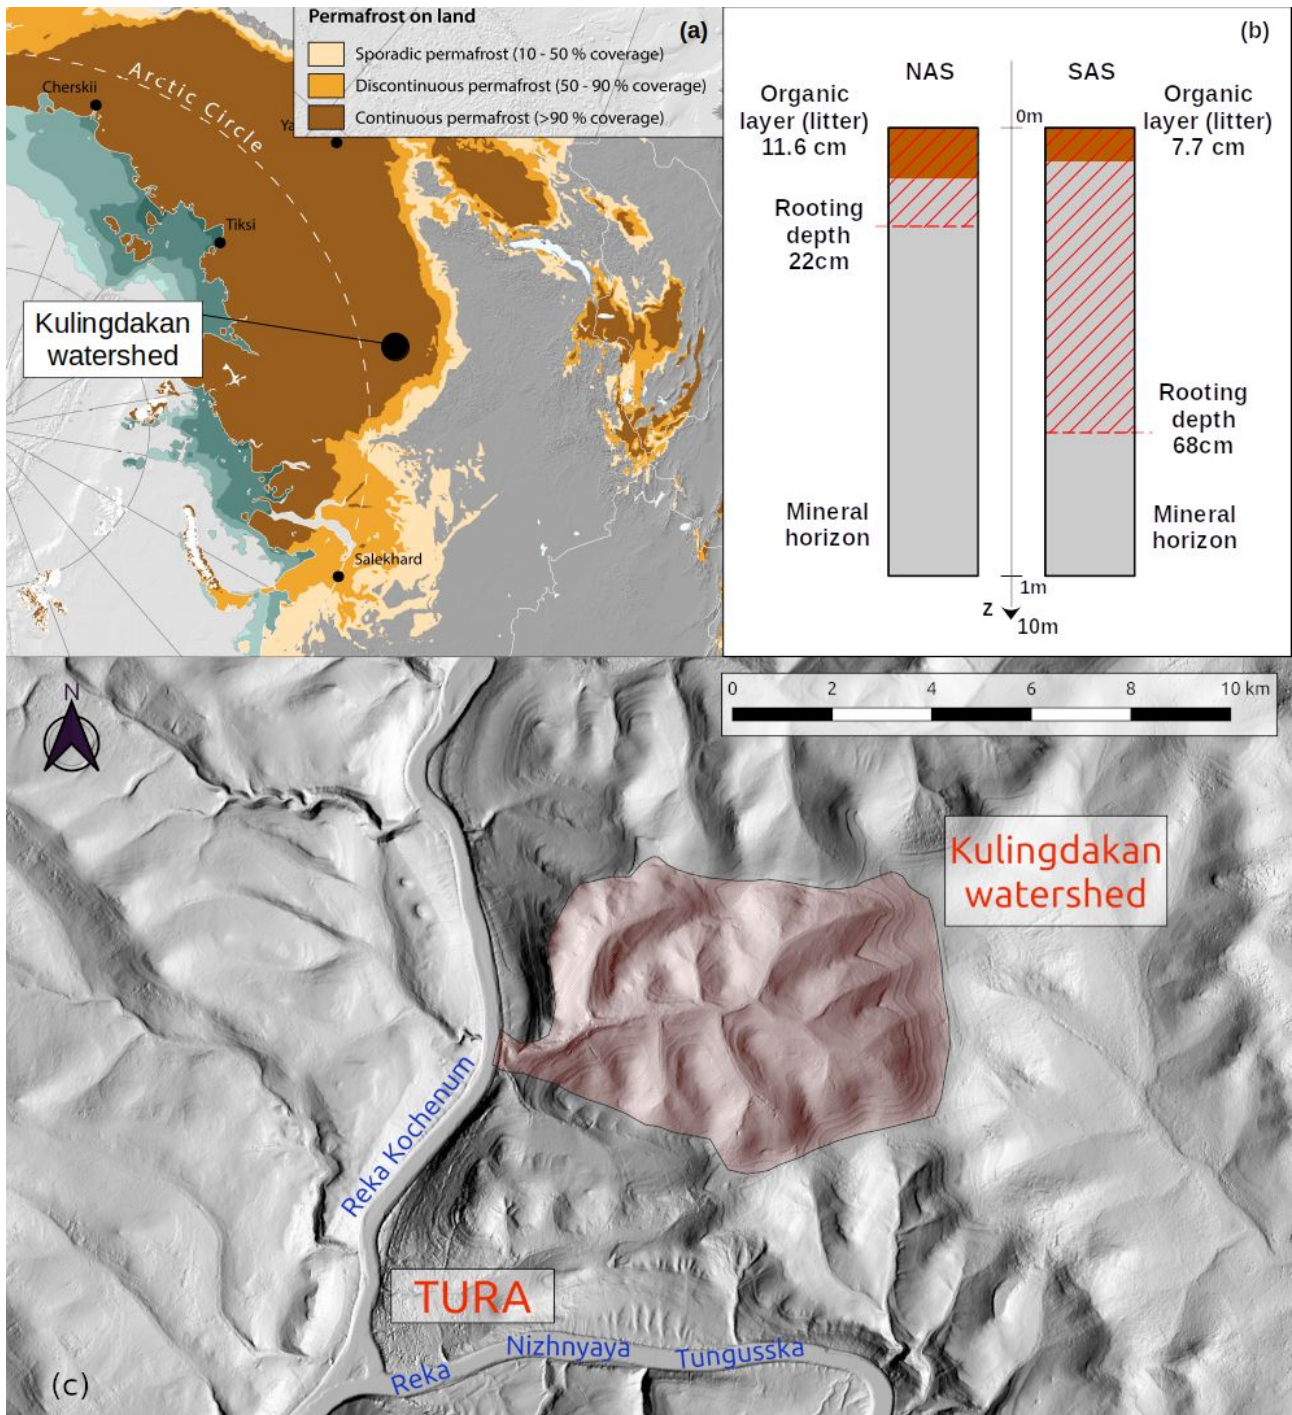 Permafrost on land
(a)
Sporadic permafrost (10 - 50 % coverage)
Discontinuous permafrost (50 - 90 % coverage)
Continuous permafrost (>90 % coverage)
Cherskii
Arctic Circle
Ya
Tiksi
Kulingdakan
watershed
Salekhard
(b)
NAS
SAS
Organic
layer (litter)
11.6 cm
0m
Organic
layer (litter)
7.7 cm
Rooting
depth
22cm
Rooting
depth
68cm
Mineral
horizon
Mineral
horizon
1m
z
10m
N
0 2 4 6 8 10 km
Kulingdakan
watershed
Reka Kochenum
TURA
Reka Nizhnyaya Tungusska
(c)